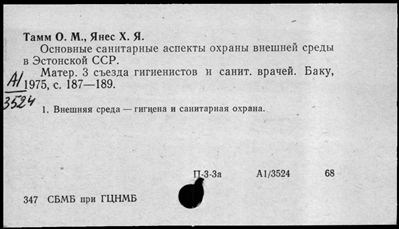 Тамм О. М., Янес Х. Я.
Основные санитарные аспекты охраны внешней среды
в Эстонской ССР.
Матер. 3 съезда гигиенистов и санит. врачей. Баку,
1975, с. 187—189.
А1
3524
1. Внешняя среда — гигиена и санитарная охрана.
П-3-3а А1/3524 68
347 СБМБ при ГЦНМБ